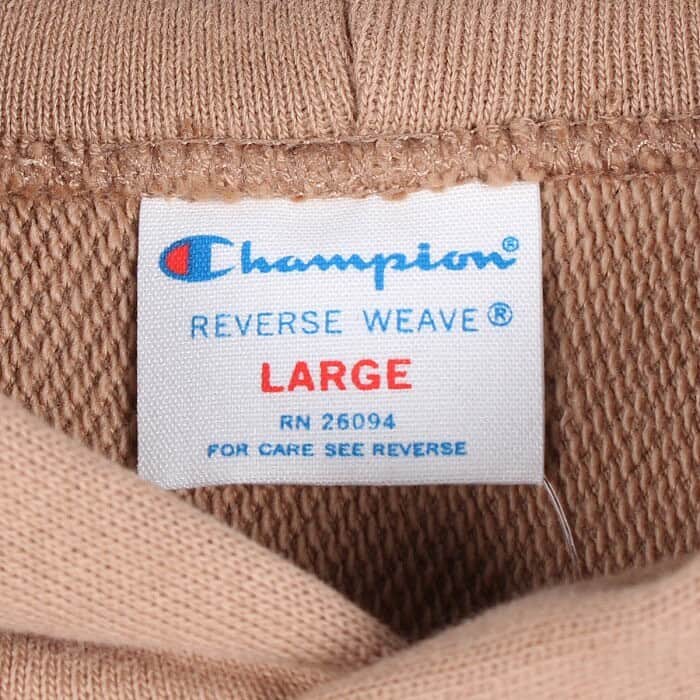 Champion®
REVERSE WEAVE®
LARGE
RN 26094
FOR CARE SEE REVERSE